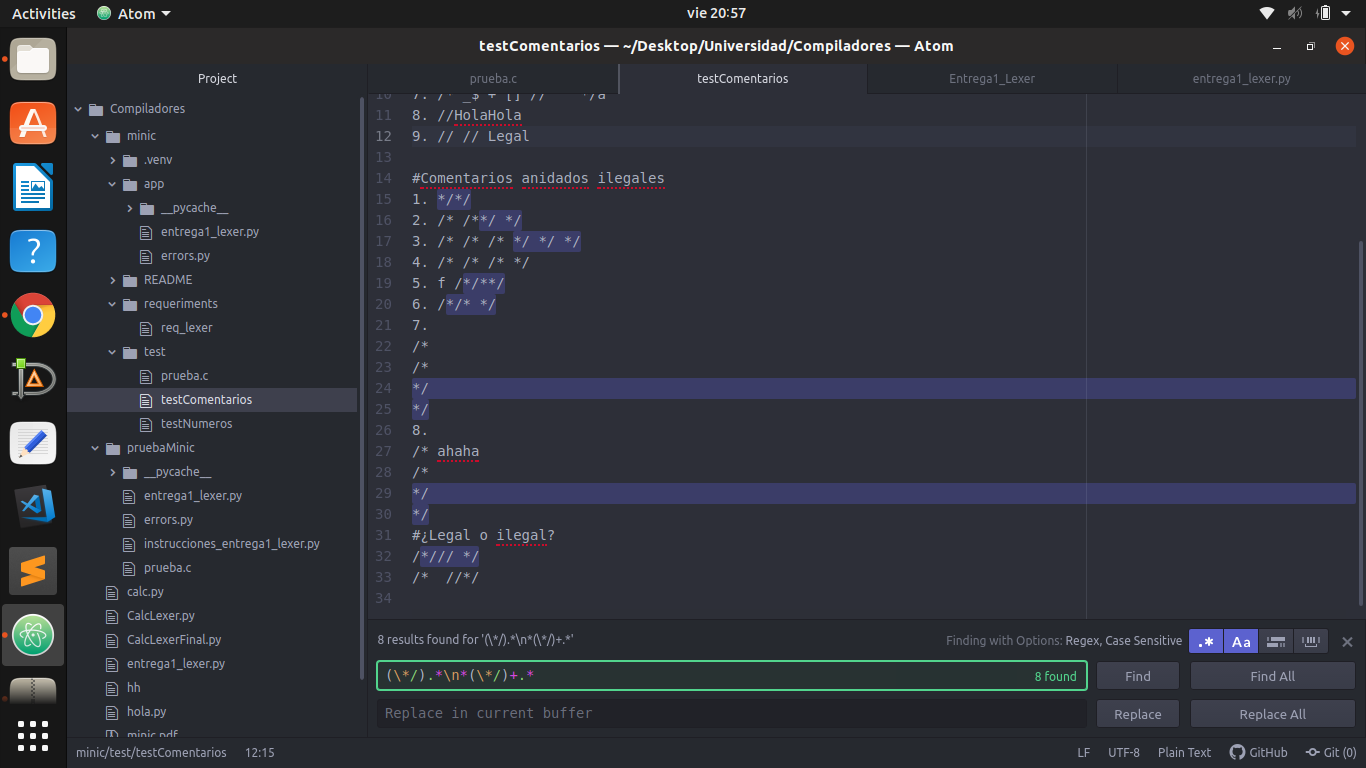 Activities
Atom
vie 20:57
testComentarios — ~/Desktop/Universidad/Compiladores — Atom
Project
Compiladores
minic
.venv
app
__pycache__
entrega1_lexer.py
errors.py
README
requeriments
req_lexer
test
prueba.c
testComentarios
testNumeros
pruebaMinic
__pycache__
entrega1_lexer.py
errors.py
instrucciones_entrega1_lexer.py
prueba.c
calc.py
CalcLexer.py
CalcLexerFinal.py
entrega1_lexer.py
hh
hola.py
minic.pdf
prueba.c
testComentarios
Entrega1_Lexer
entrega1_lexer.py
10 7. /* _$ + [] // */a
11 8. //HolaHola
12 9. // // Legal
13
14 #Comentarios anidados ilegales
15 1. */*/
16 2. /* /**/ */
17 3. /* /* /* */ */ */
18 4. /* /* /* */
19 5. f /*/**/
20 6. /*/* */
21 7.
22 /*
23 /*
24 */
25 */
26 8.
27 /* ahaha
28 /*
29 */
30 */
31 #¿Legal o ilegal?
32 /*/// */
33 /*  //*/
34
8 results found for '(\*/).*\n*(\*/)+.*'
Finding with Options: Regex, Case Sensitive
.* Aa
(\*/).*\n*(\*/)+.*
8 found
Find
Find All
Replace in current buffer
Replace
Replace All
minic/test/testComentarios 12:15
LF UTF-8 Plain Text GitHub Git (0)